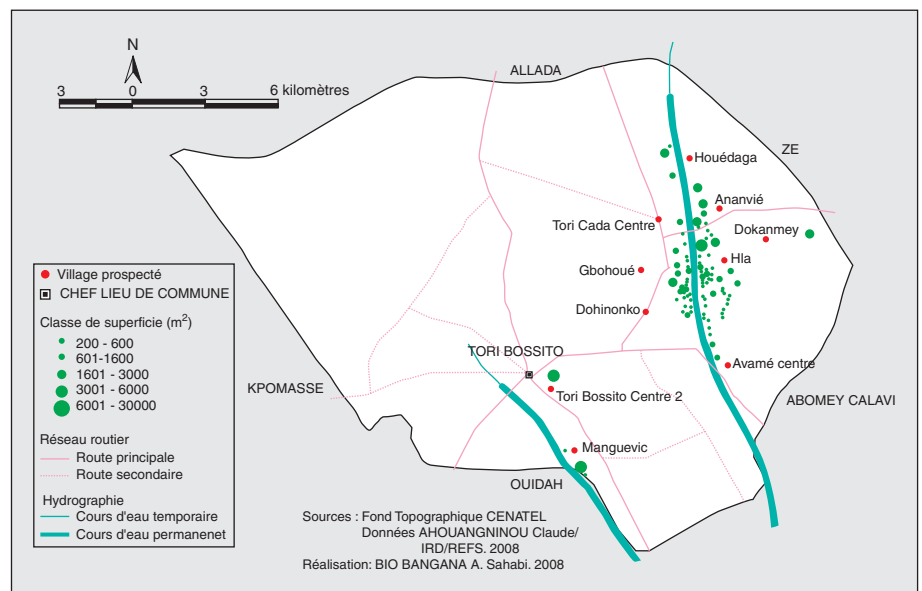 N
3 0 3 6 kilomètres
ALLADA
ZE
Houédaga
Ananvié
Tori Cada Centre
Dokanmey
Hla
Gbohoué
Dohinonko
Village prospecté
CHEF LIEU DE COMMUNE
Classe de superficie (m²)
200 - 600
601-1600
1601 - 3000
3001 - 6000
6001 - 30000
Réseau routier
Route principale
Route secondaire
Hydrographie
Cours d'eau temporaire
Cours d'eau permanenet
TORI BOSSITO
Avamé centre
KPOMASSE
Tori Bossito Centre 2
ABOMEY CALAVI
Manguevic
OUIDAH
Sources : Fond Topographique CENATEL
Données AHOUANGNINOU Claude/
IRD/REFS. 2008
Réalisation: BIO BANGANA A. Sahabi. 2008